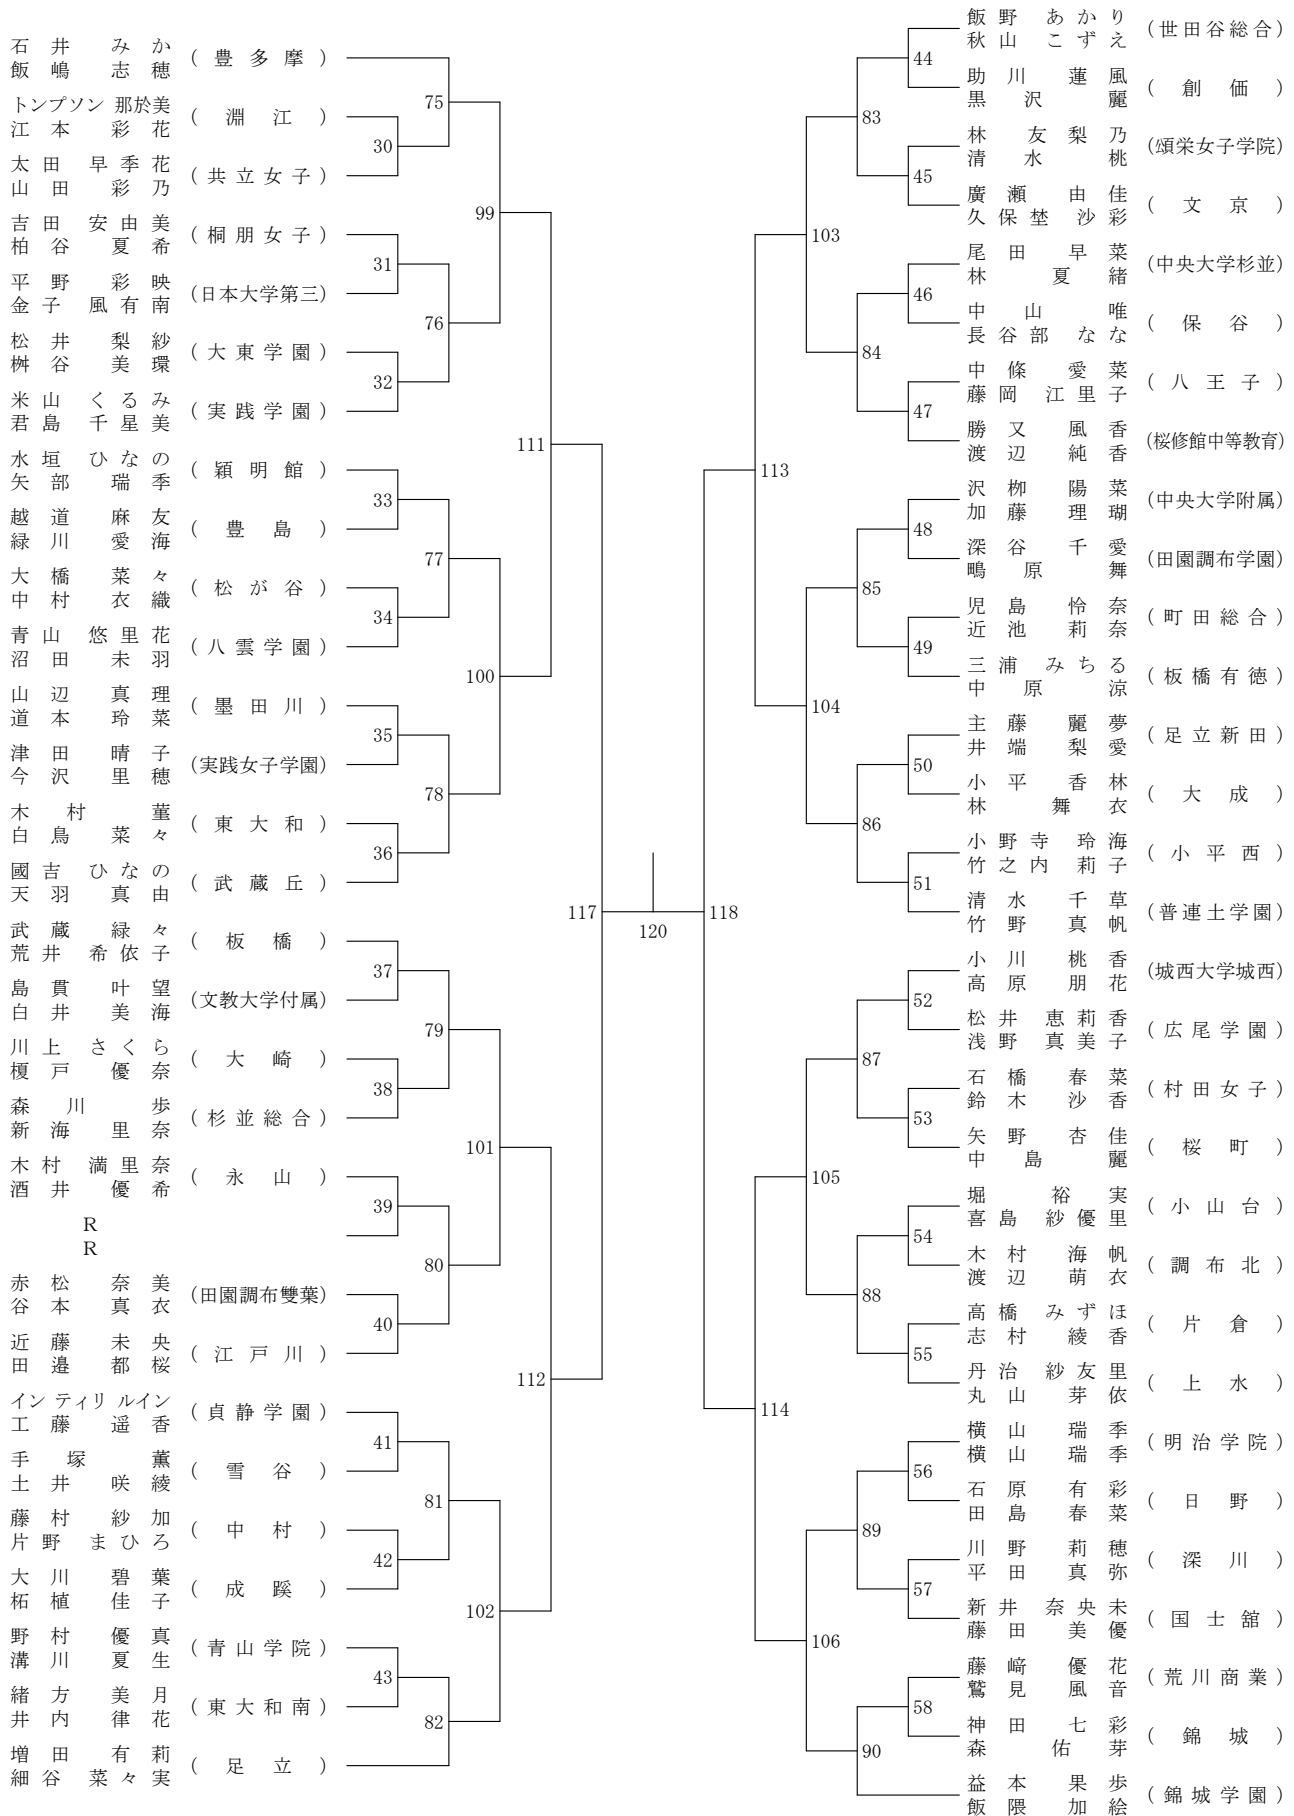 石井 みか
飯嶋 志穂
(豊多摩)
トンプソン 那於美
江本 彩花
(淵江)
太田 早季花
山田 彩乃
(共立女子)
吉田 安由美
柏谷 夏希
(桐朋女子)
平野 彩映
金子 風有南
(日本大学第三)
松井 梨紗
桝谷 美環
(大東学園)
米山 くるみ
君島 千星美
(実践学園)
水垣 ひなの
矢部 瑞季
(穎明館)
越道 麻友
緑川 愛海
(豊島)
大橋 菜々
中村 衣織
(松が谷)
青山 悠里花
沼田 未羽
(八雲学園)
山辺 真理
道本 玲菜
(墨田川)
津田 晴子
今沢 里穂
(実践女子学園)
木村 菫
白鳥 菜々
(東大和)
國吉 ひなの
天羽 真由
(武蔵丘)
武蔵 緑々
荒井 希依子
(板橋)
島貫 叶望
白井 美海
(文教大学付属)
川上 さくら
榎戸 優奈
(大崎)
森川 歩
新海 里奈
(杉並総合)
木村 満里奈
酒井 優希
(永山)
R
R
赤松 奈美
谷本 真衣
(田園調布雙葉)
近藤 未央
田邉 都桜
(江戸川)
イン ティリ ルイン
工藤 遥香
(貞静学園)
手塚 薫
土井 咲綾
(雪谷)
藤村 紗加
片野 まひろ
(中村)
大川 碧葉
柘植 佳子
(成蹊)
野村 優真
溝川 夏生
(青山学院)
緒方 美月
井内 律花
(東大和南)
増田 有莉
細谷 菜々実
(足立)
30
31
32
33
34
35
36
37
38
39
40
41
42
43
75
76
77
78
79
80
81
82
99
100
101
102
111
112
117
120
118
113
114
103
104
105
106
83
84
85
86
87
88
89
90
44
45
46
47
48
49
50
51
52
53
54
55
56
57
58
飯野 あかり
秋山 こずえ
(世田谷総合)
助川 蓮風
黒沢 麗
(創価)
林 友梨乃
清水 桃
(頌栄女子学院)
廣瀬 由佳
久保埜 沙彩
(文京)
尾田 早菜
林 夏緒
(中央大学杉並)
中山 唯
長谷部 なな
(保谷)
中條 愛菜
藤岡 江里子
(八王子)
勝又 風香
渡辺 純香
(桜修館中等教育)
沢栁 陽菜
加藤 理瑚
(中央大学附属)
深谷 千愛
鴫原 舞
(田園調布学園)
児島 怜奈
近池 莉奈
(町田総合)
三浦 みちる
中原 涼
(板橋有徳)
主藤 麗夢
井端 梨愛
(足立新田)
小平 香林
林 舞衣
(大成)
小野寺 玲海
竹之内 莉子
(小平西)
清水 千草
竹野 真帆
(普連土学園)
小川 桃香
高原 朋花
(城西大学城西)
松井 恵莉香
浅野 真美子
(広尾学園)
石橋 春菜
鈴木 沙香
(村田女子)
矢野 杏佳
中島 麗
(桜町)
堀 裕実
喜島 紗優里
(小山台)
木村 海帆
渡辺 萌衣
(調布北)
高橋 みずほ
志村 綾香
(片倉)
丹治 紗友里
丸山 芽依
(上水)
横山 瑞季
横山 瑞季
(明治学院)
石原 有彩
田島 春菜
(日野)
川野 莉穂
平田 真弥
(深川)
新井 奈央未
藤田 美優
(国士舘)
藤﨑 優花
鷲見 風音
(荒川商業)
神田 七彩
森 佑芽
(錦城)
益本 果歩
飯隈 加絵
(錦城学園)